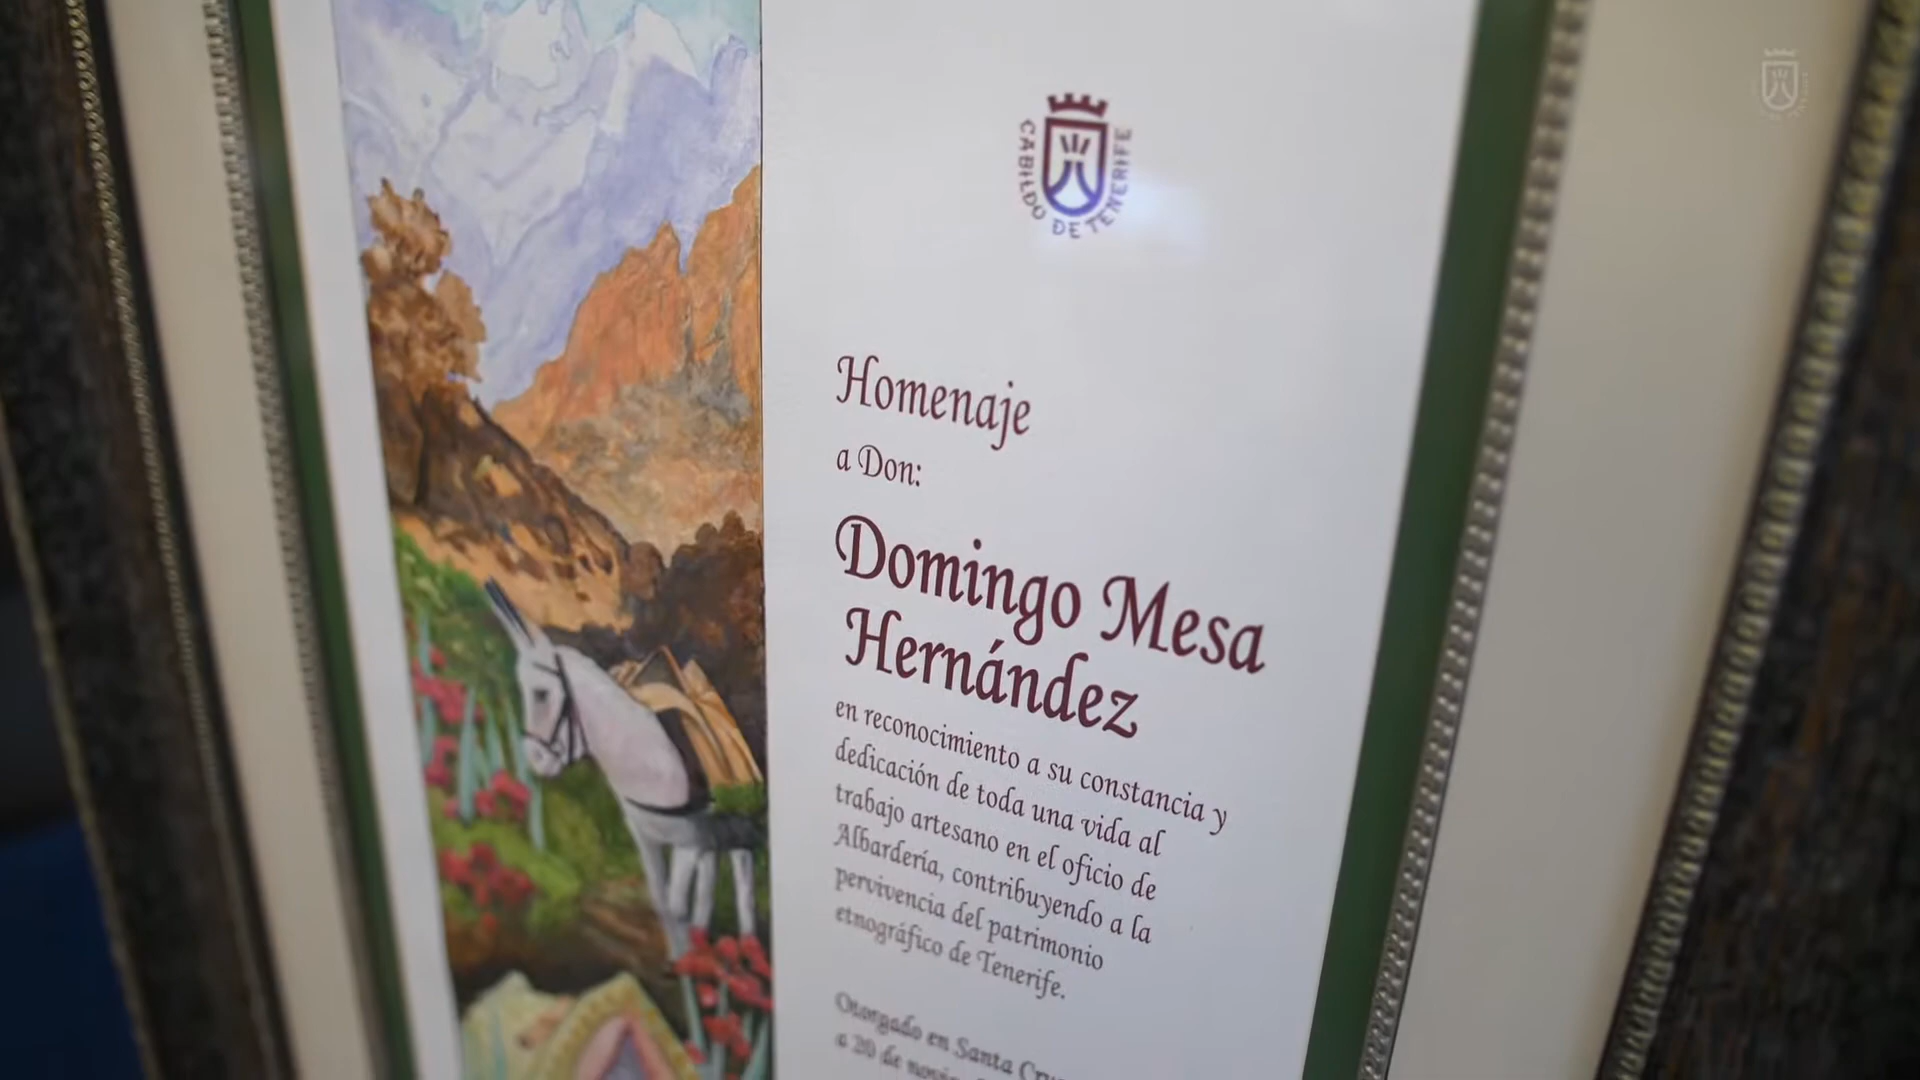 CABILDO DE TENERIFE
Homenaje
a Don:
Domingo Mesa
Hernández
en reconocimiento a su constancia y
dedicación de toda una vida al
trabajo artesano en el oficio de
Albardería, contribuyendo a la
pervivencia del patrimonio
etnográfico de Tenerife.
Otorgado en Santa
a 20 de